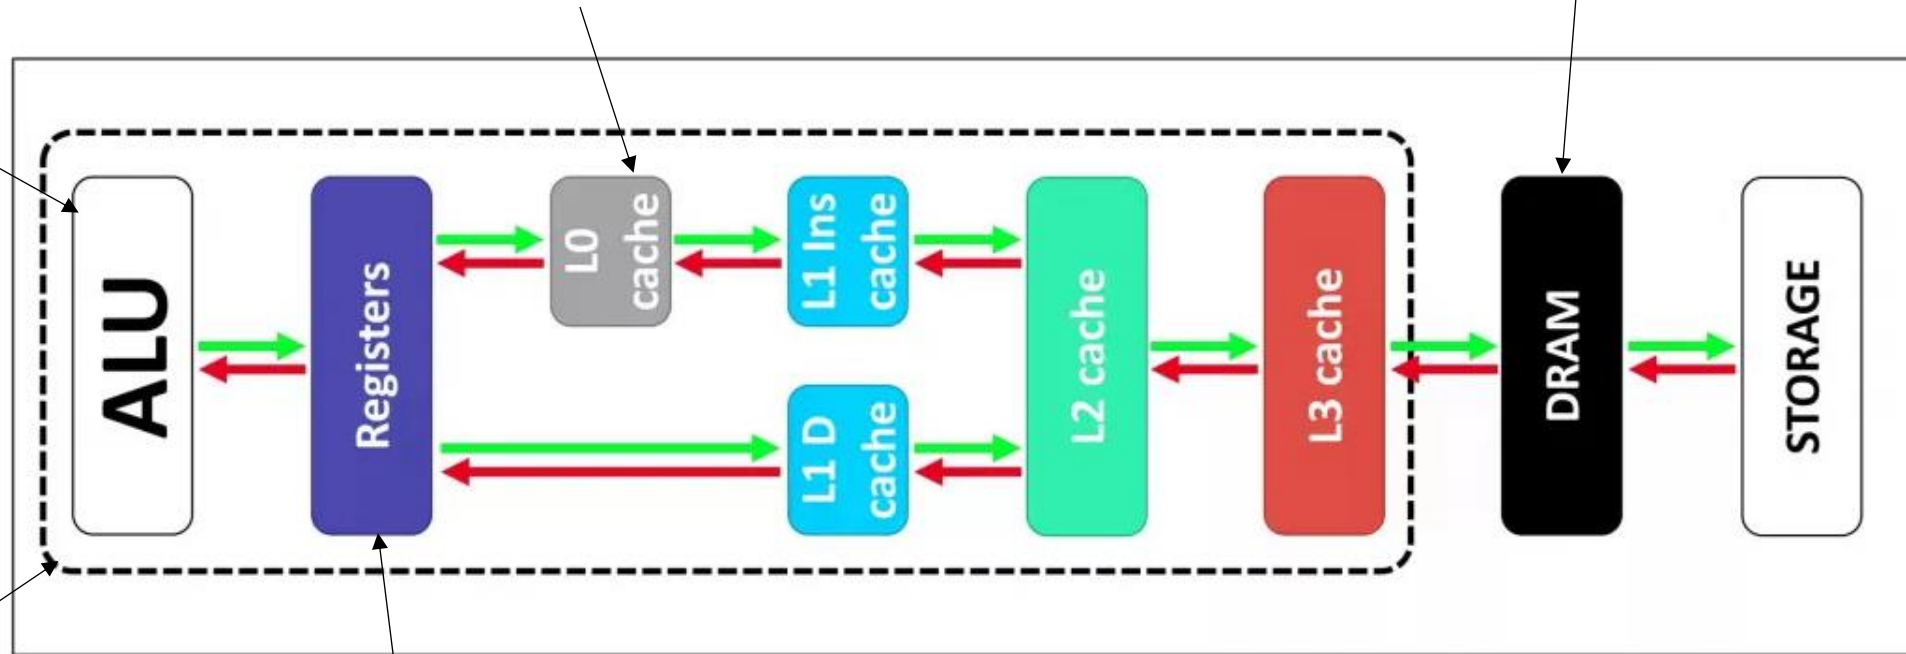 ALU
Registers
L0
cache
L1 Ins
cache
L1 D
cache
L2 cache
L3 cache
DRAM
STORAGE